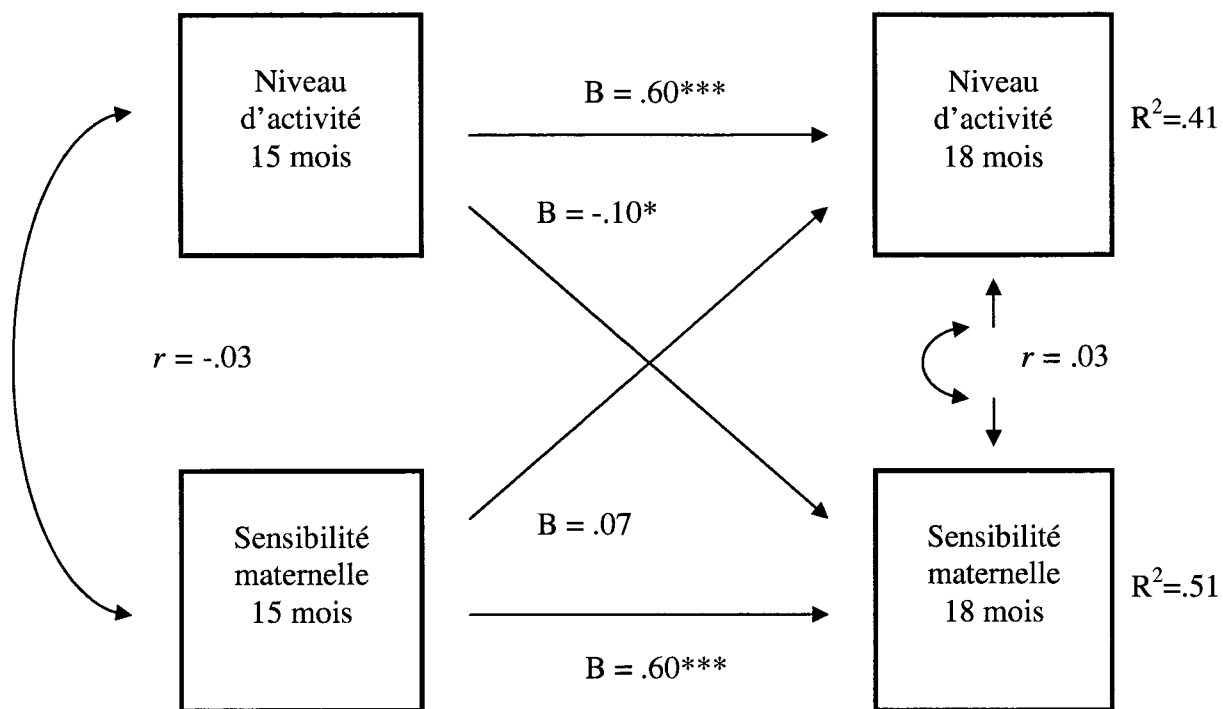 Niveau
d'activité
15 mois
B = .60***
Niveau
d'activité
18 mois
R²=.41
B = -.10*
r = -.03
r = .03
Sensibilité
maternelle
15 mois
B = .07
Sensibilité
maternelle
18 mois
R²=.51
B = .60***